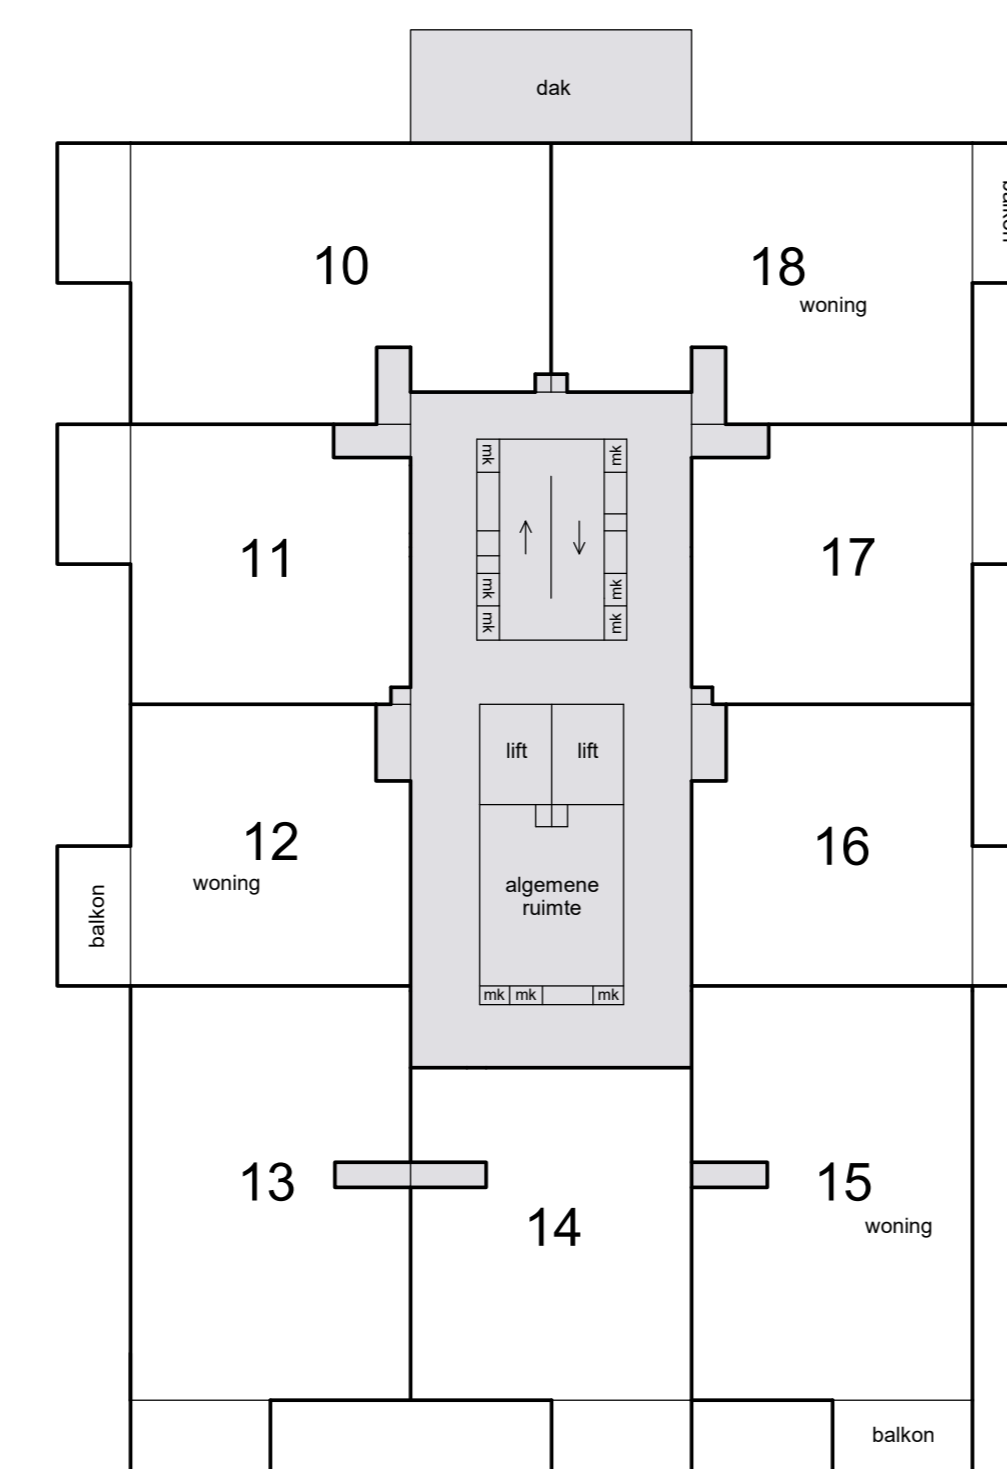 dak
10
18
woning
mk
mk
11
17
mk
mk
mk
mk
lift
lift
12
woning
16
balkon
algemene
ruimte
mk
mk
mk
13
15
woning
14
balkon